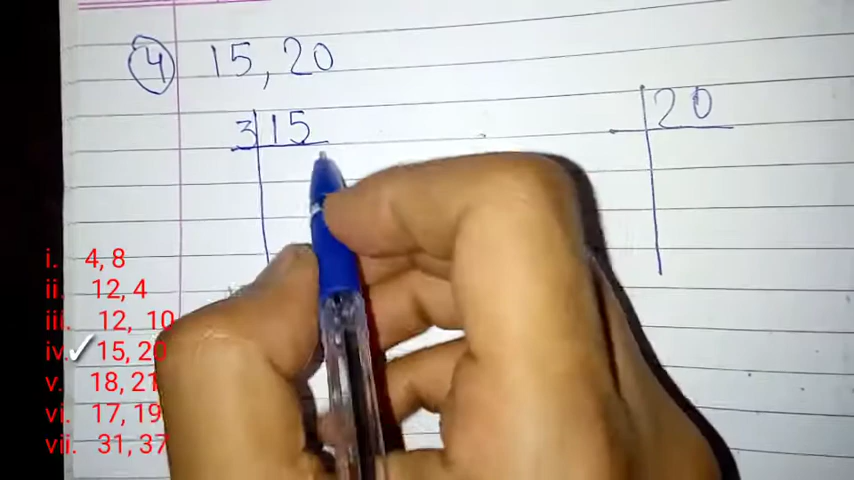 4 15, 20
3 15
20
i. 4, 8
ii. 12, 4
iii. 12, 10
iv. ✓ 15, 20
v. 18, 21
vi. 17, 19
vii. 31, 37